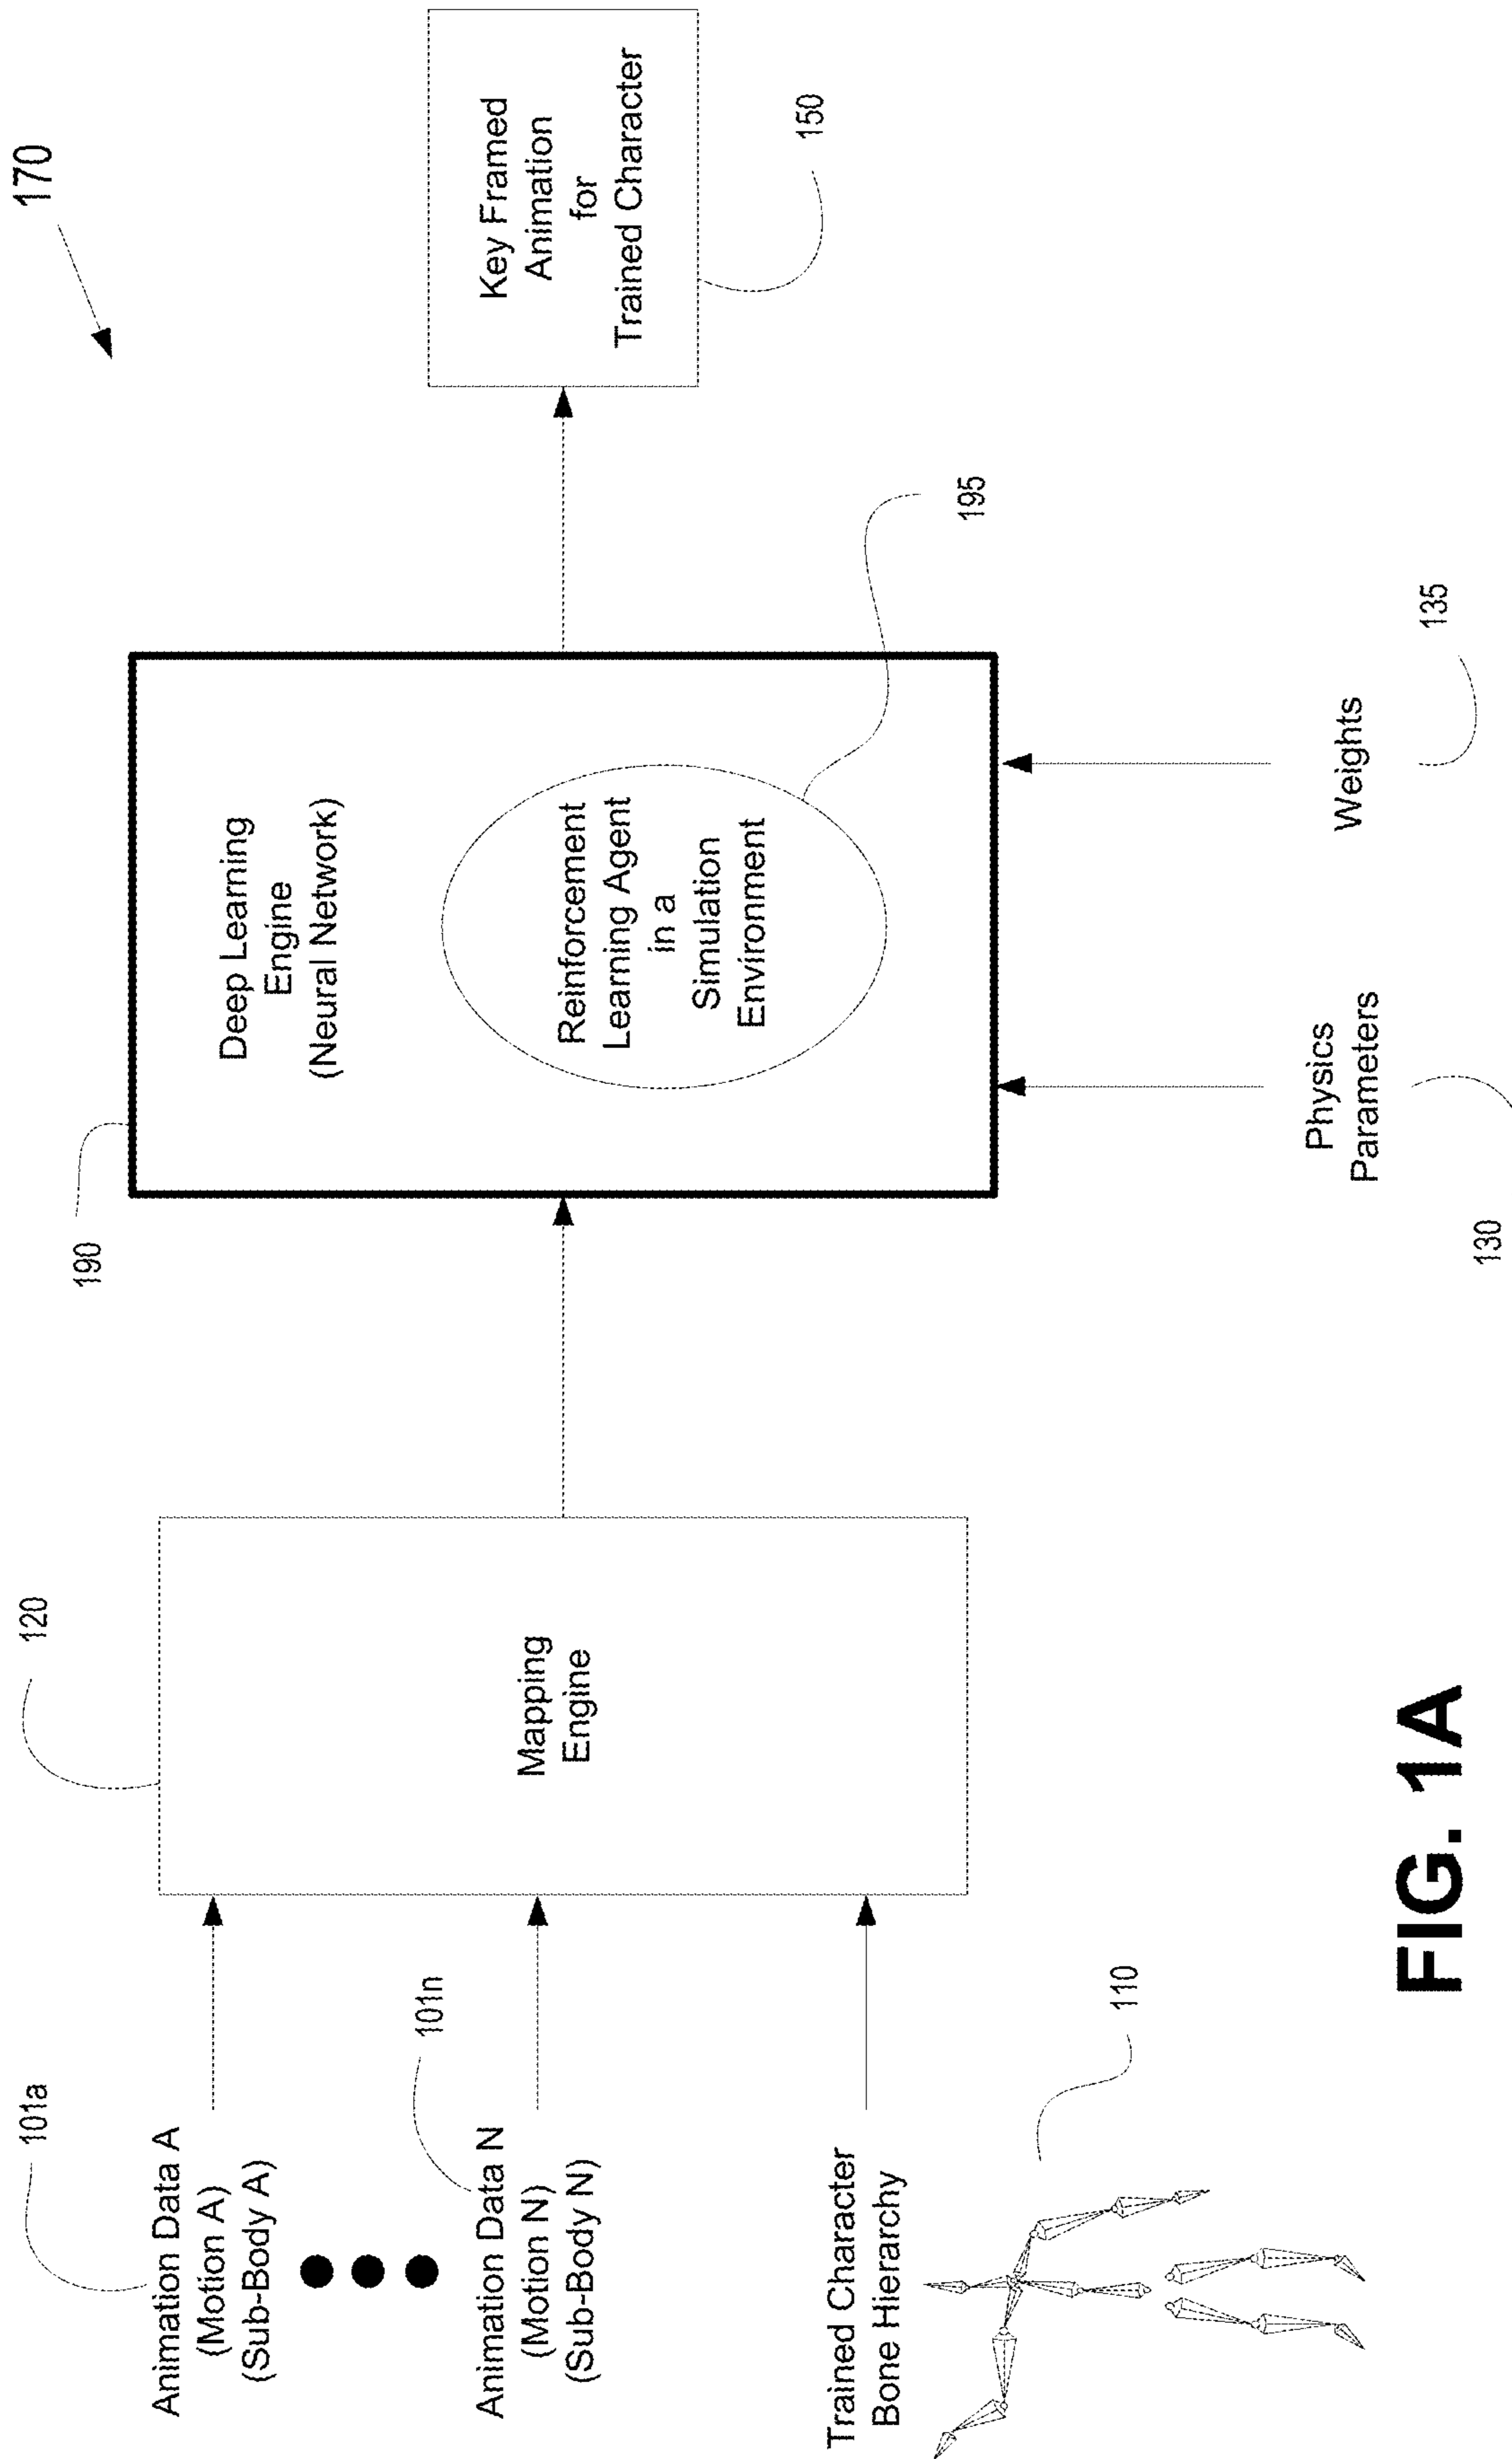 170
101a
Animation Data A
(Motion A)
(Sub-Body A)
101n
Animation Data N
(Motion N)
(Sub-Body N)
Trained Character
Bone Hierarchy
110
120
Mapping
Engine
190
Deep Learning
Engine
(Neural Network)
Reinforcement
Learning Agent
in a
Simulation
Environment
195
Physics
Parameters
130
Weights
135
Key Framed
Animation
for
Trained Character
150
FIG. 1A